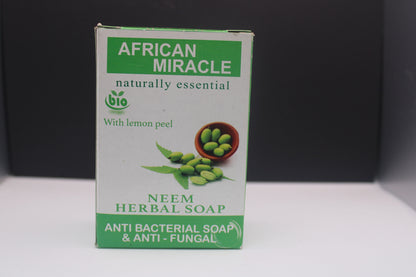 AFRICAN
MIRACLE
naturally essential
bio
With lemon peel
NEEM
HERBAL SOAP
ANTI BACTERIAL SOAP
& ANTI - FUNGAL